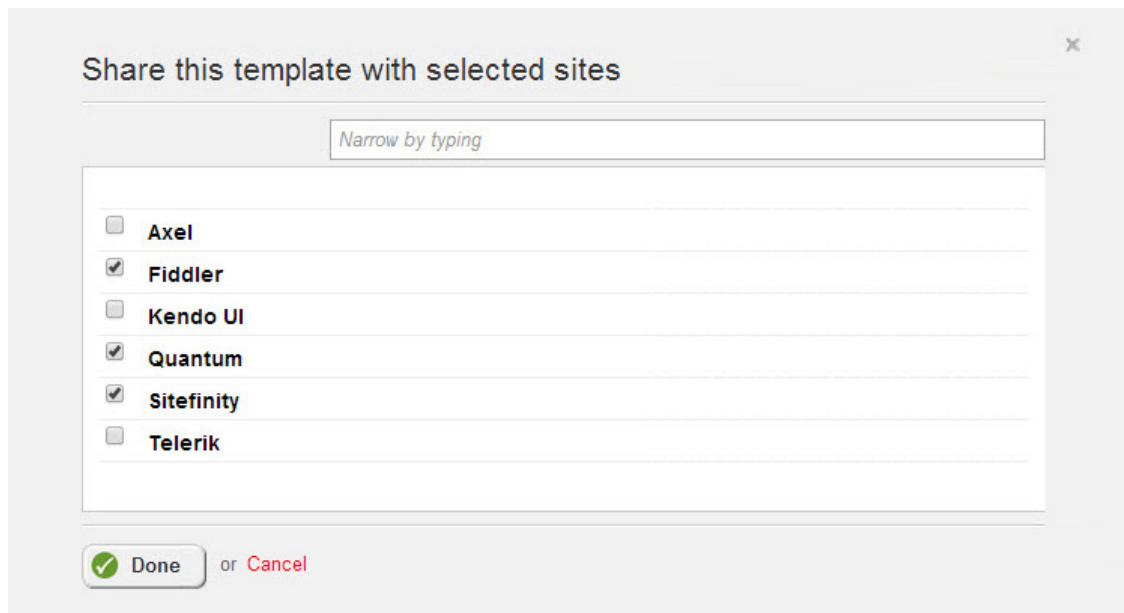 Share this template with selected sites
Narrow by typing
Axel
Fiddler
Kendo UI
Quantum
Sitefinity
Telerik
Done or Cancel